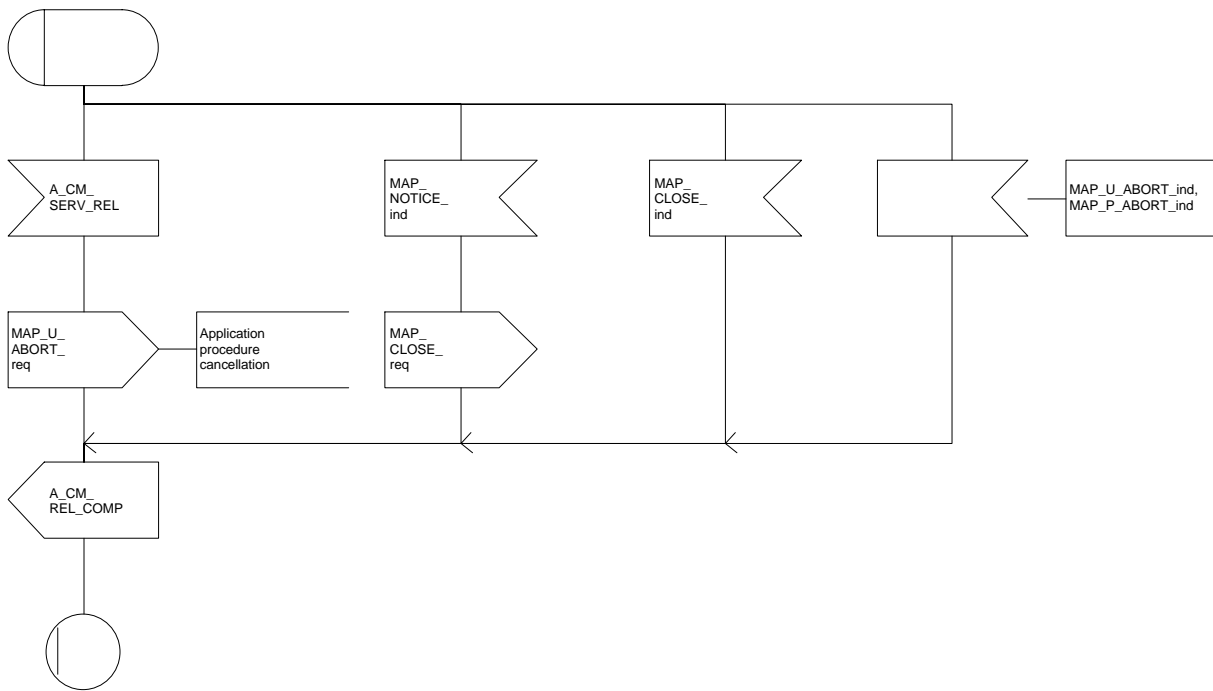 A_CM_
SERV_REL
MAP_
NOTICE_
ind
MAP_
CLOSE_
ind
MAP_U_ABORT_ind,
MAP_P_ABORT_ind
MAP_U_
ABORT_
req
Application
procedure
cancellation
MAP_
CLOSE_
req
A_CM_
REL_COMP